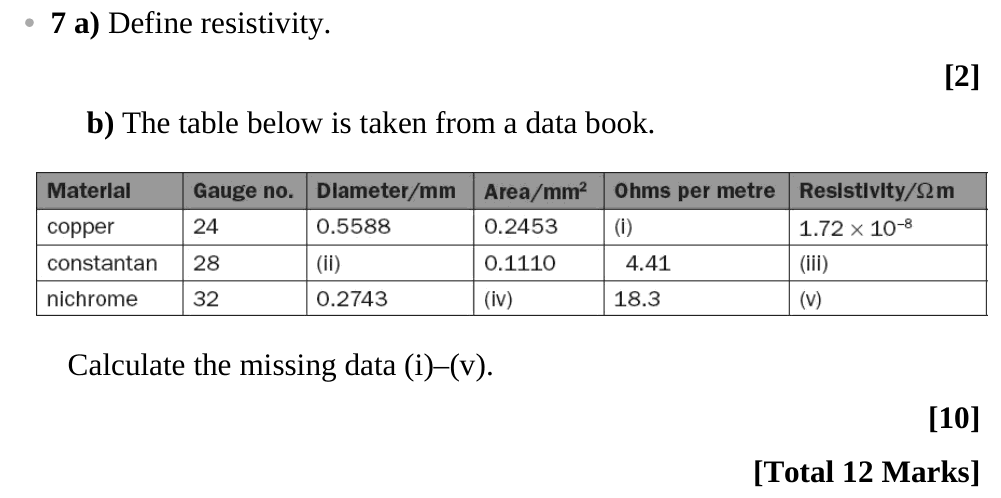 • 7 a) Define resistivity.
[2]
b) The table below is taken from a data book.
Material Gauge no. Diameter/mm Area/mm² Ohms per metre Resistivity/Ωm
copper 24 0.5588 0.2453 (i) 1.72 × 10⁻⁸
constantan 28 (ii) 0.1110 4.41 (iii)
nichrome 32 0.2743 (iv) 18.3 (v)
Calculate the missing data (i)–(v).
[10]
[Total 12 Marks]